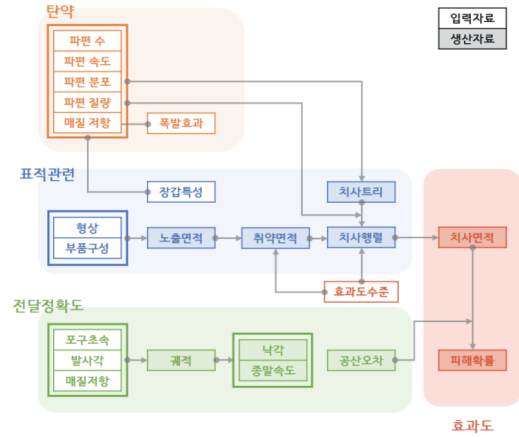 탄약
입력자료
생산자료
파편 수
파편 속도
파편 분포
파편 질량
매질 저항
폭발효과
표적관련
장갑특성
치사트리
형상
부품구성
노출면적
취약면적
치사행렬
치사면적
효과도수준
전달정확도
포구초속
발사각
매질저항
궤적
낙각
종말속도
공산오차
피해확률
효과도